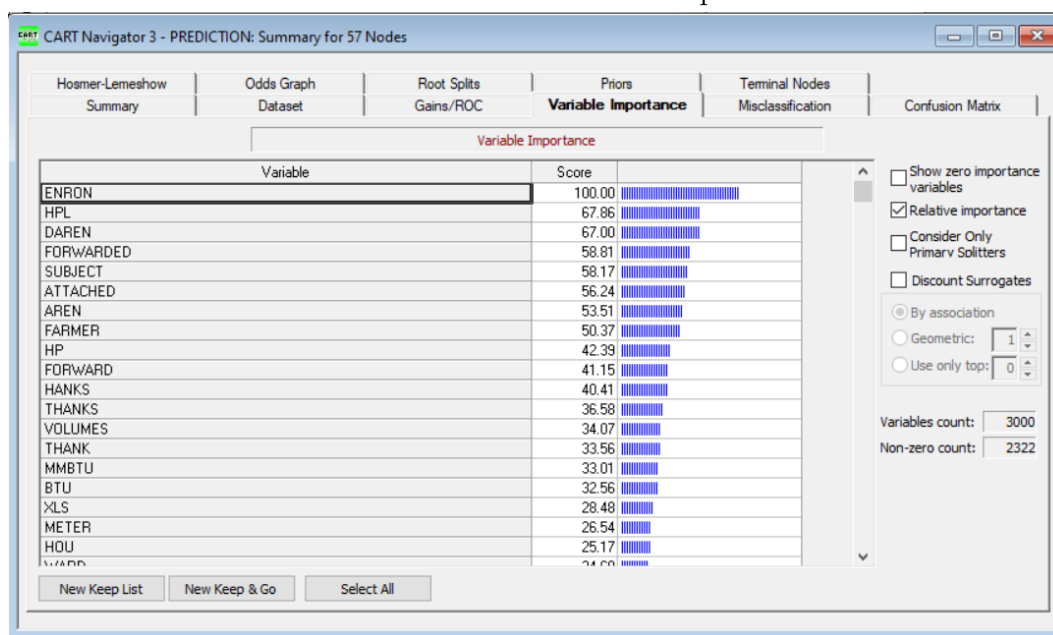 CART Navigator 3 - PREDICTION: Summary for 57 Nodes
Hosmer-Lemeshow Odds Graph Root Splits Priors Terminal Nodes
Summary Dataset Gains/ROC Variable Importance Misclassification Confusion Matrix
Variable Importance
Variable Score
ENRON 100.00
HPL 67.86
DAREN 67.00
FORWARDED 58.81
SUBJECT 58.17
ATTACHED 56.24
AREN 53.51
FARMER 50.37
HP 42.39
FORWARD 41.15
HANKS 40.41
THANKS 36.58
VOLUMES 34.07
THANK 33.56
MMBTU 33.01
BTU 32.56
XLS 28.48
METER 26.54
HOU 25.17
Show zero importance
variables
Relative importance
Consider Only
Primary Splitters
Discount Surrogates
By association
Geometric: 1
Use only top: 0
Variables count: 3000
Non-zero count: 2322
New Keep List New Keep & Go Select All